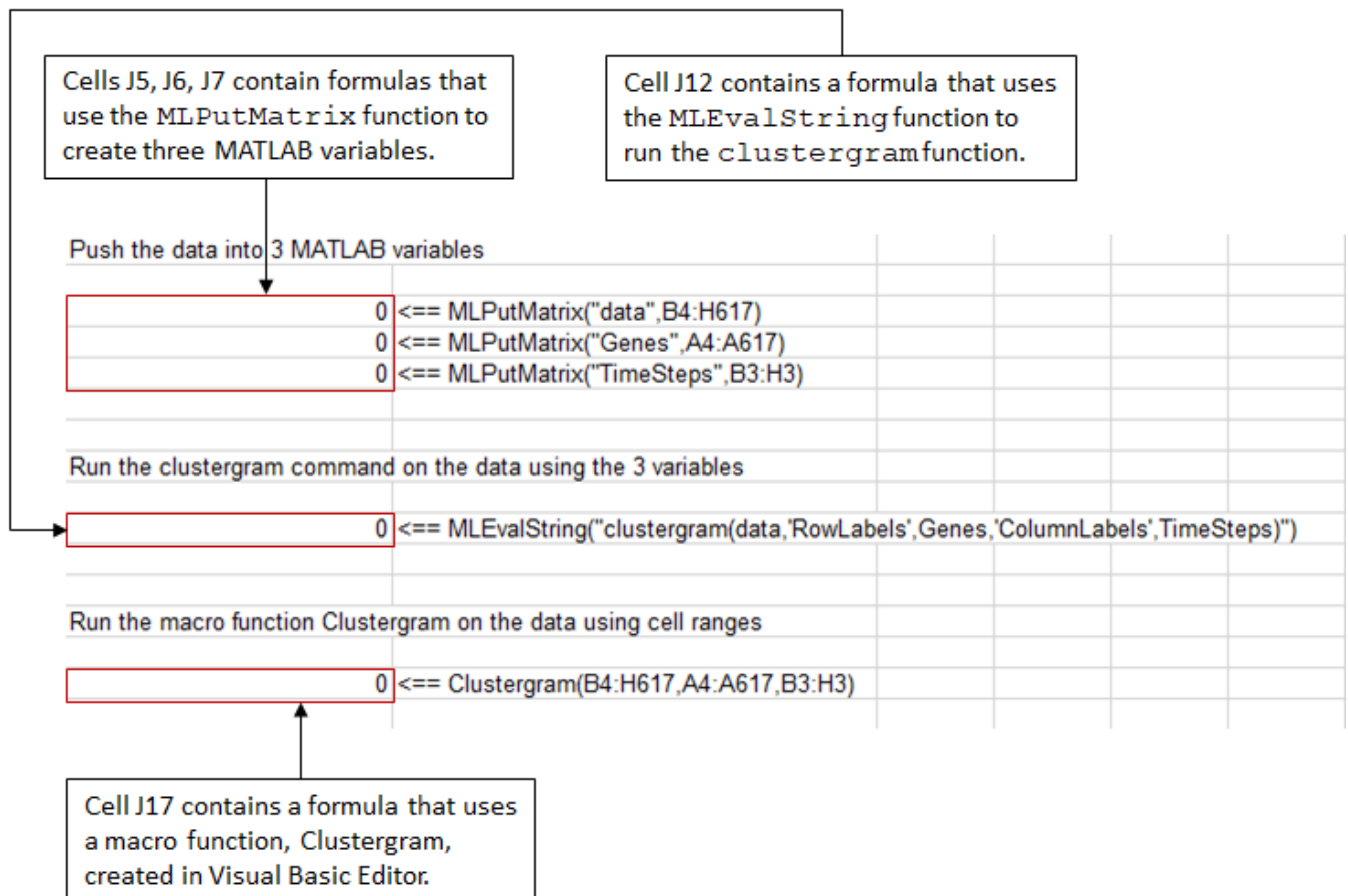 Cells J5, J6, J7 contain formulas that
use the MLPutMatrix function to
create three MATLAB variables.
Cell J12 contains a formula that uses
the MLEvalString function to
run the clustergram function.
Push the data into 3 MATLAB variables
0 <== MLPutMatrix("data",B4:H617)
0 <== MLPutMatrix("Genes",A4:A617)
0 <== MLPutMatrix("TimeSteps",B3:H3)
Run the clustergram command on the data using the 3 variables
0 <== MLEvalString("clustergram(data,'RowLabels',Genes,'ColumnLabels',TimeSteps)")
Run the macro function Clustergram on the data using cell ranges
0 <== Clustergram(B4:H617,A4:A617,B3:H3)
Cell J17 contains a formula that uses
a macro function, Clustergram,
created in Visual Basic Editor.